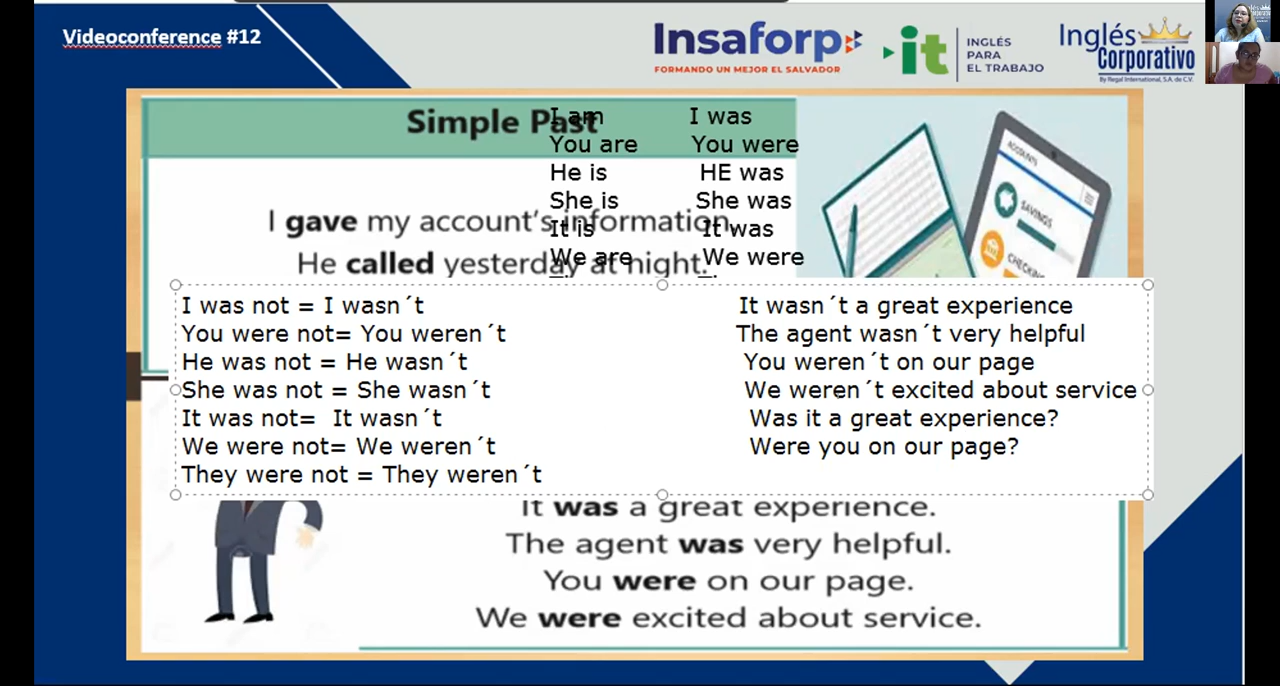 Videoconference #12
Insaforp
FORMANDO UN MEJOR EL SALVADOR
it
INGLÉS
PARA
EL TRABAJO
Inglés
Corporativo
By Regal International, S.A. de C.V.
Simple Past
I am I was
You are You were
He is HE was
She is She was
It is It was
We are We were
I gave my account's information.
He called yesterday at night.
ACCOUNTS
SAVINGS
I was not = I wasn´t
You were not= You weren´t
He was not = He wasn´t
She was not = She wasn´t
It was not= It wasn´t
We were not= We weren´t
They were not = They weren´t
It wasn´t a great experience
The agent wasn´t very helpful
You weren´t on our page
We weren´t excited about service
Was it a great experience?
Were you on our page?
It was a great experience.
The agent was very helpful.
You were on our page.
We were excited about service.